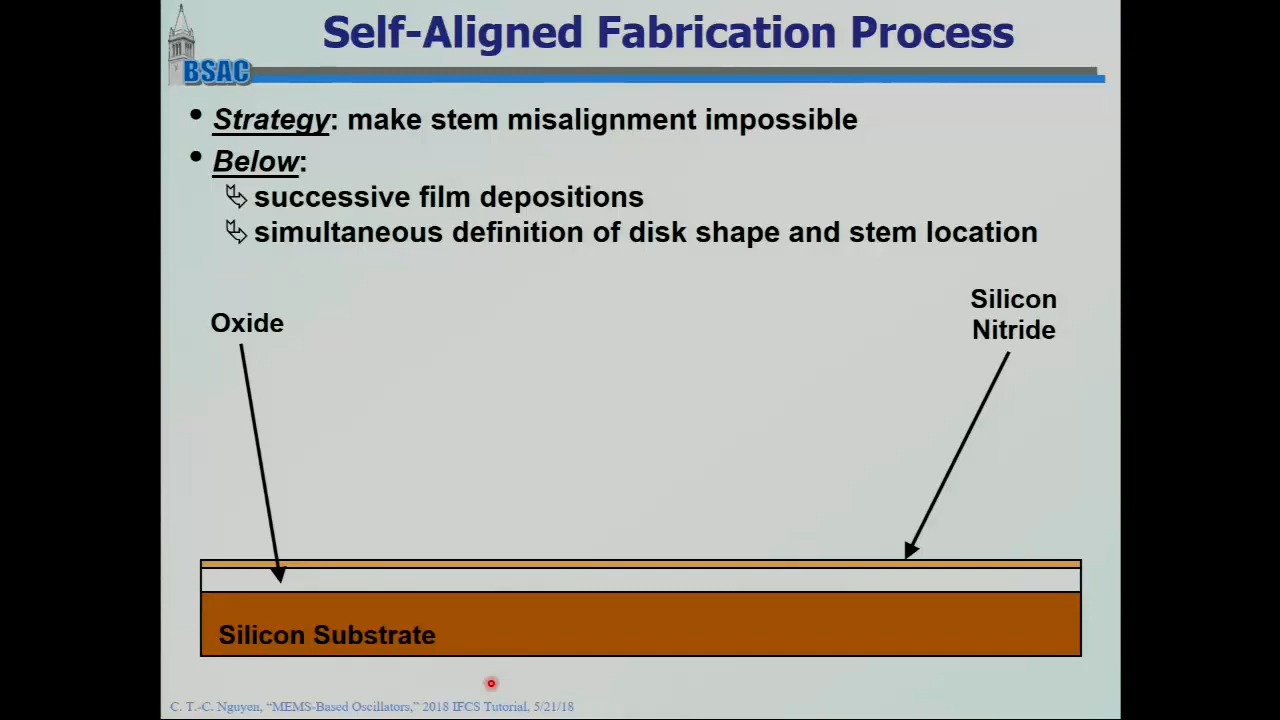 Self-Aligned Fabrication Process
BSAC
• Strategy: make stem misalignment impossible
• Below:
successive film depositions
simultaneous definition of disk shape and stem location
Oxide
Silicon
Nitride
Silicon Substrate
C. T.-C. Nguyen, “MEMS-Based Oscillators,” 2018 IFCS Tutorial, 5/21/18